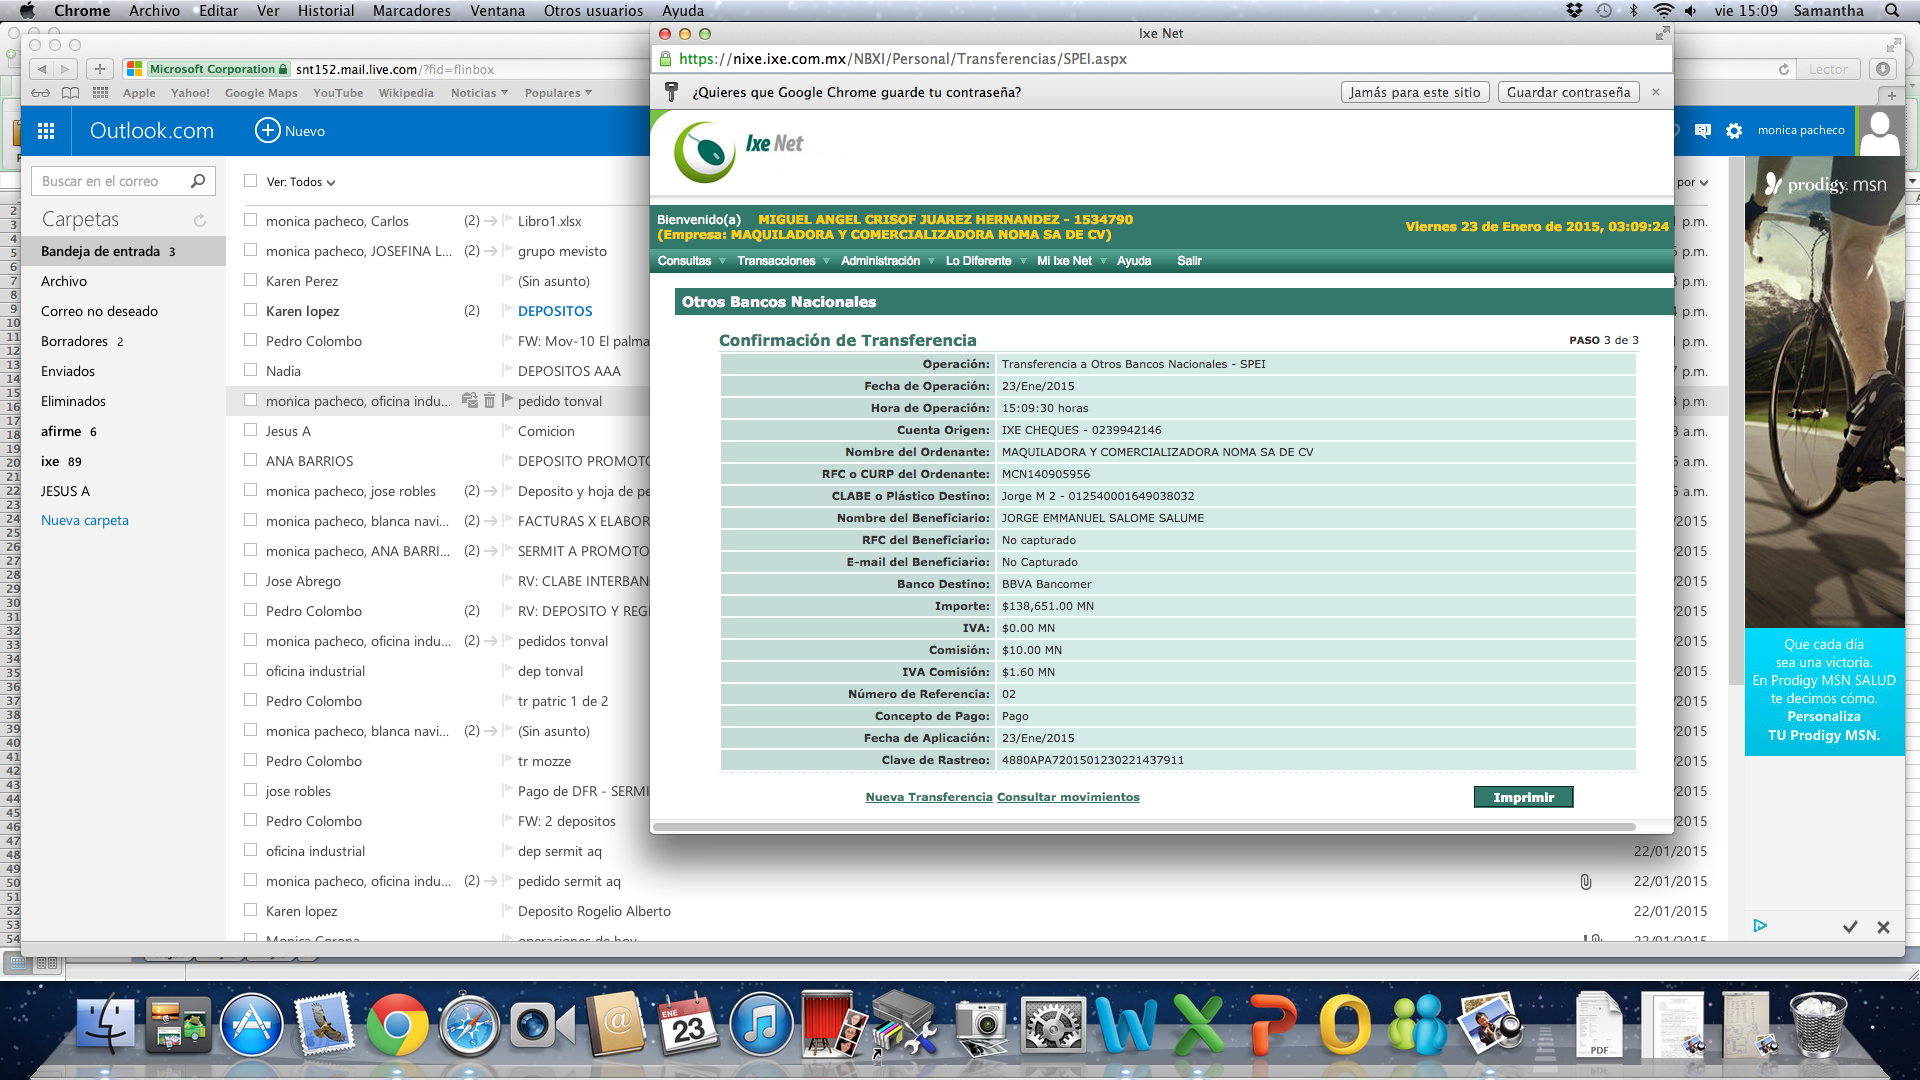 Chrome Archivo Editar Ver Historial Marcadores Ventana Otros usuarios Ayuda vie 15:09 Samantha
Microsoft Corporation snt152.mail.live.com/?fid=flinbox Lector
Apple Yahoo! Google Maps YouTube Wikipedia Noticias Populares
Outlook.com Nuevo monica pacheco
Buscar en el correo
Carpetas
Bandeja de entrada 3
Archivo
Correo no deseado
Borradores 2
Enviados
Eliminados
afirme 6
ixe 89
JESUS A
Nueva carpeta
Ver: Todos por
monica pacheco, Carlos (2) Libro1.xlsx
monica pacheco, JOSEFINA L... (2) grupo mevisto
Karen Perez (Sin asunto)
Karen lopez (2) DEPOSITOS
Pedro Colombo FW: Mov-10 El palma
Nadia DEPOSITOS AAA
monica pacheco, oficina indu... pedido tonval
Jesus A Comicion
ANA BARRIOS DEPOSITO PROMOTO
monica pacheco, jose robles (2) Deposito y hoja de pe
monica pacheco, blanca navi... (2) FACTURAS X ELABOR
monica pacheco, ANA BARRI... (2) SERMIT A PROMOTO
Jose Abrego RV: CLABE INTERBAN
Pedro Colombo (2) RV: DEPOSITO Y REGI
monica pacheco, oficina indu... (2) pedidos tonval
oficina industrial dep tonval
Pedro Colombo tr patric 1 de 2
monica pacheco, blanca navi... (2) (Sin asunto)
Pedro Colombo tr mozze
jose robles Pago de DFR - SERMI
Pedro Colombo FW: 2 depositos
oficina industrial dep sermit aq 22/01/2015
monica pacheco, oficina indu... (2) pedido sermit aq 22/01/2015
Karen lopez Deposito Rogelio Alberto 22/01/2015
Monica Corona operaciones de hoy 22/01/2015
Ixe Net
https://nixe.ixe.com.mx/NBXI/Personal/Transferencias/SPEI.aspx
¿Quieres que Google Chrome guarde tu contraseña? Jamás para este sitio Guardar contraseña
Ixe Net
Bienvenido(a) MIGUEL ANGEL CRISOF JUAREZ HERNANDEZ - 1534790
(Empresa: MAQUILADORA Y COMERCIALIZADORA NOMA SA DE CV)
Viernes 23 de Enero de 2015, 03:09:24
Consultas Transacciones Administración Lo Diferente Mi Ixe Net Ayuda Salir
Otros Bancos Nacionales
Confirmación de Transferencia PASO 3 de 3
Operación: Transferencia a Otros Bancos Nacionales - SPEI
Fecha de Operación: 23/Ene/2015
Hora de Operación: 15:09:30 horas
Cuenta Origen: IXE CHEQUES - 0239942146
Nombre del Ordenante: MAQUILADORA Y COMERCIALIZADORA NOMA SA DE CV
RFC o CURP del Ordenante: MCN140905956
CLABE o Plástico Destino: Jorge M 2 - 012540001649038032
Nombre del Beneficiario: JORGE EMMANUEL SALOME SALUME
RFC del Beneficiario: No capturado
E-mail del Beneficiario: No Capturado
Banco Destino: BBVA Bancomer
Importe: $138,651.00 MN
IVA: $0.00 MN
Comisión: $10.00 MN
IVA Comisión: $1.60 MN
Número de Referencia: 02
Concepto de Pago: Pago
Fecha de Aplicación: 23/Ene/2015
Clave de Rastreo: 4880APA7201501230221437911
Nueva Transferencia Consultar movimientos Imprimir
prodigy msn
Que cada día
sea una victoria.
En Prodigy MSN SALUD
te decimos cómo.
Personaliza
TU Prodigy MSN.
ENE
23
PDF